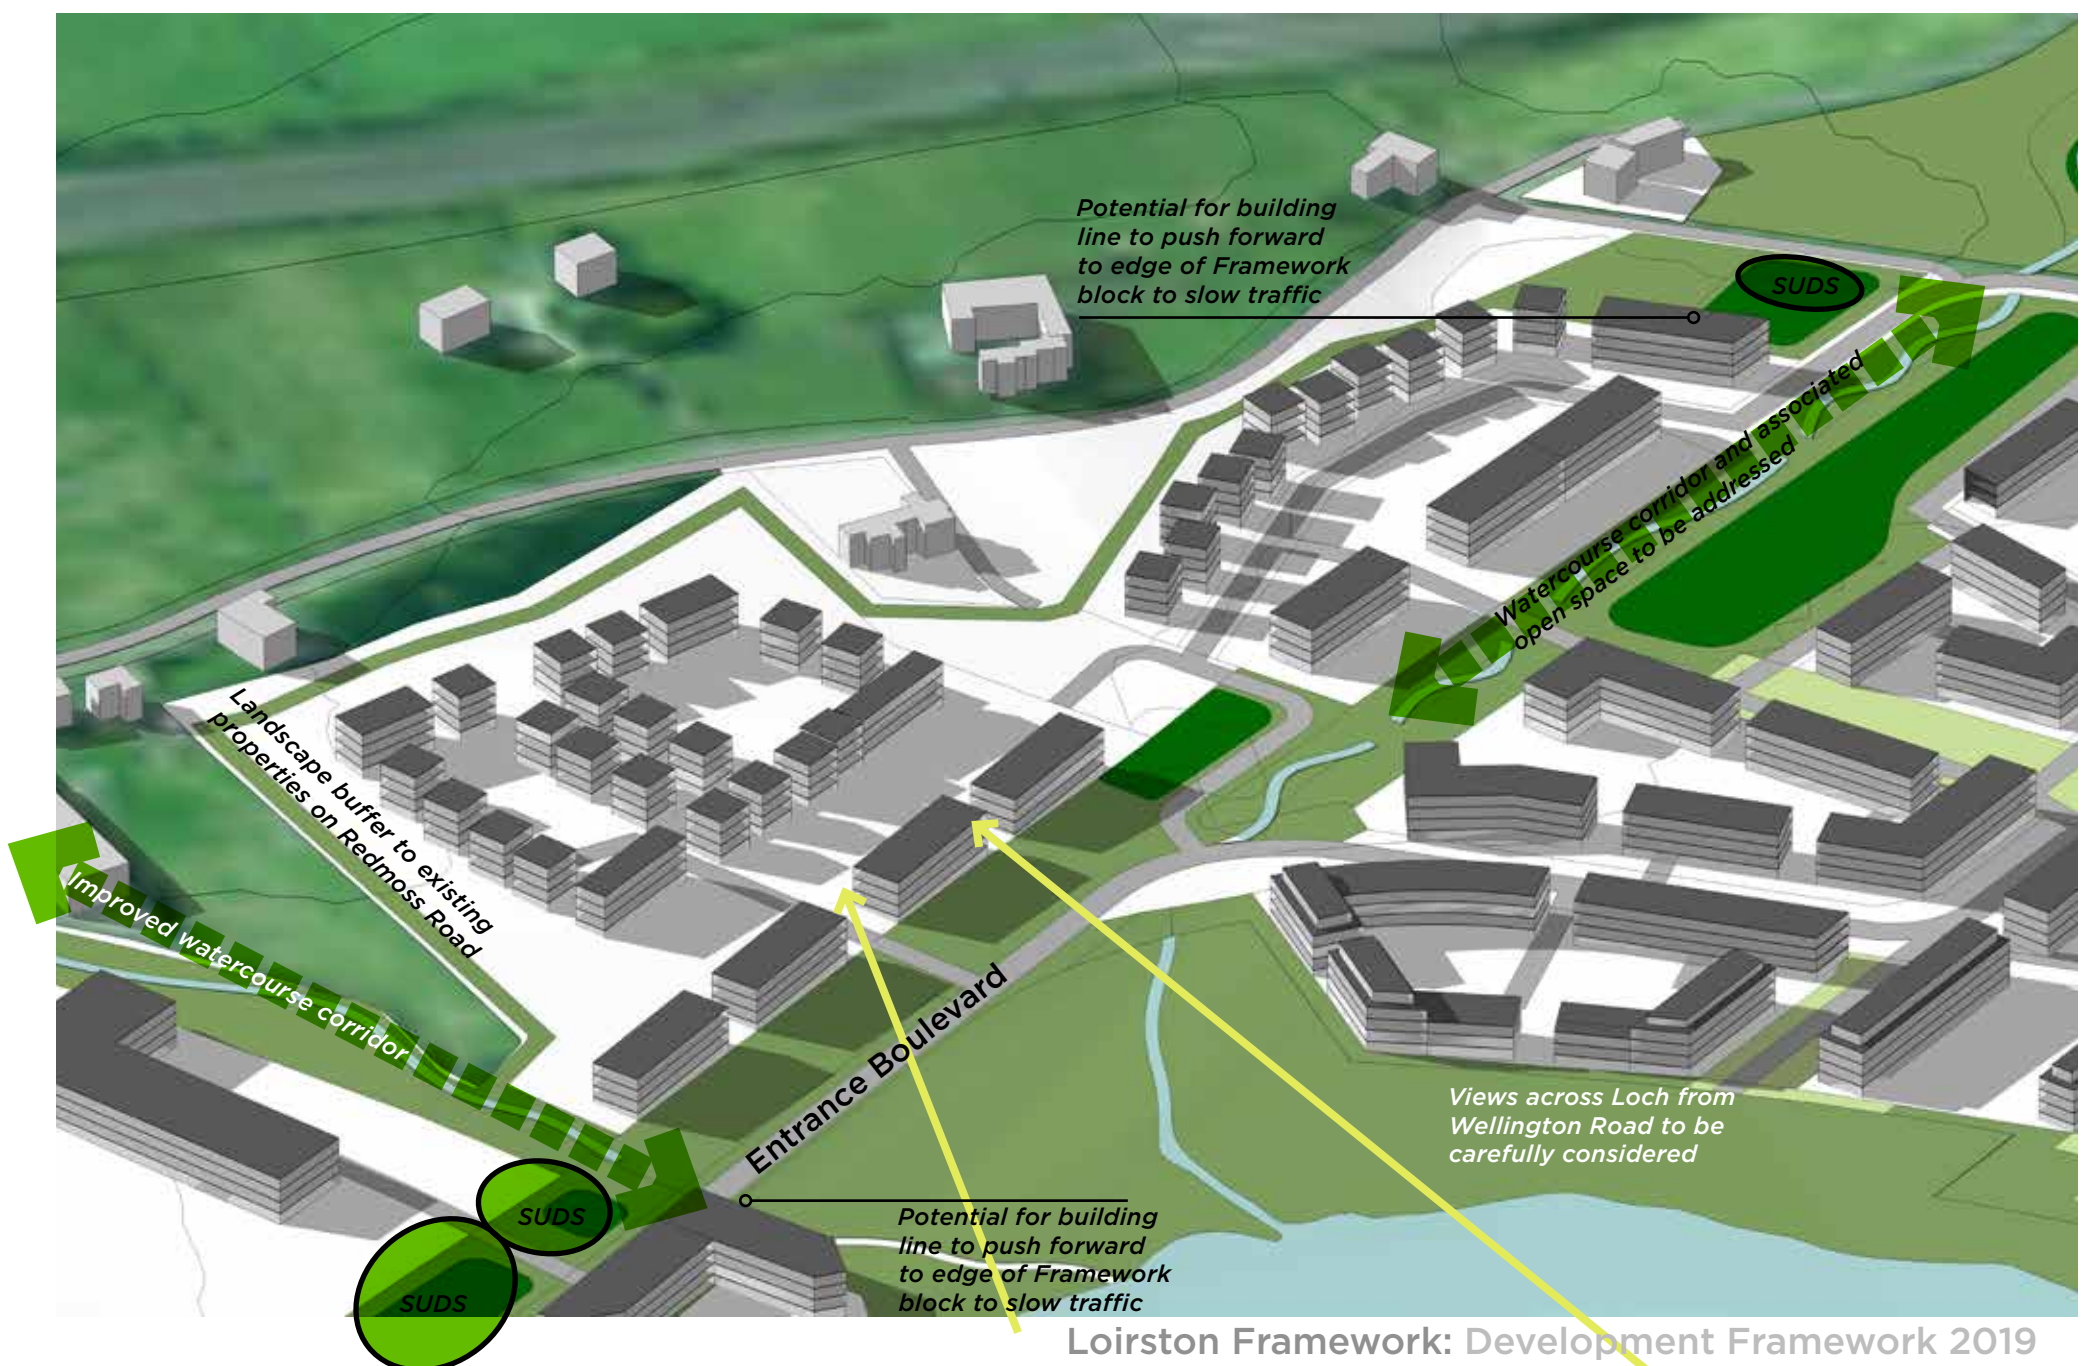 Potential for building
line to push forward
to edge of Framework
block to slow traffic
SUDS
Watercourse corridor and associated
open space to be addressed
Landscape buffer to existing
properties on Redmoss Road
Improved watercourse corridor
Entrance Boulevard
Views across Loch from
Wellington Road to be
carefully considered
SUDS
SUDS
Potential for building
line to push forward
to edge of Framework
block to slow traffic
Loirston Framework: Development Framework 2019